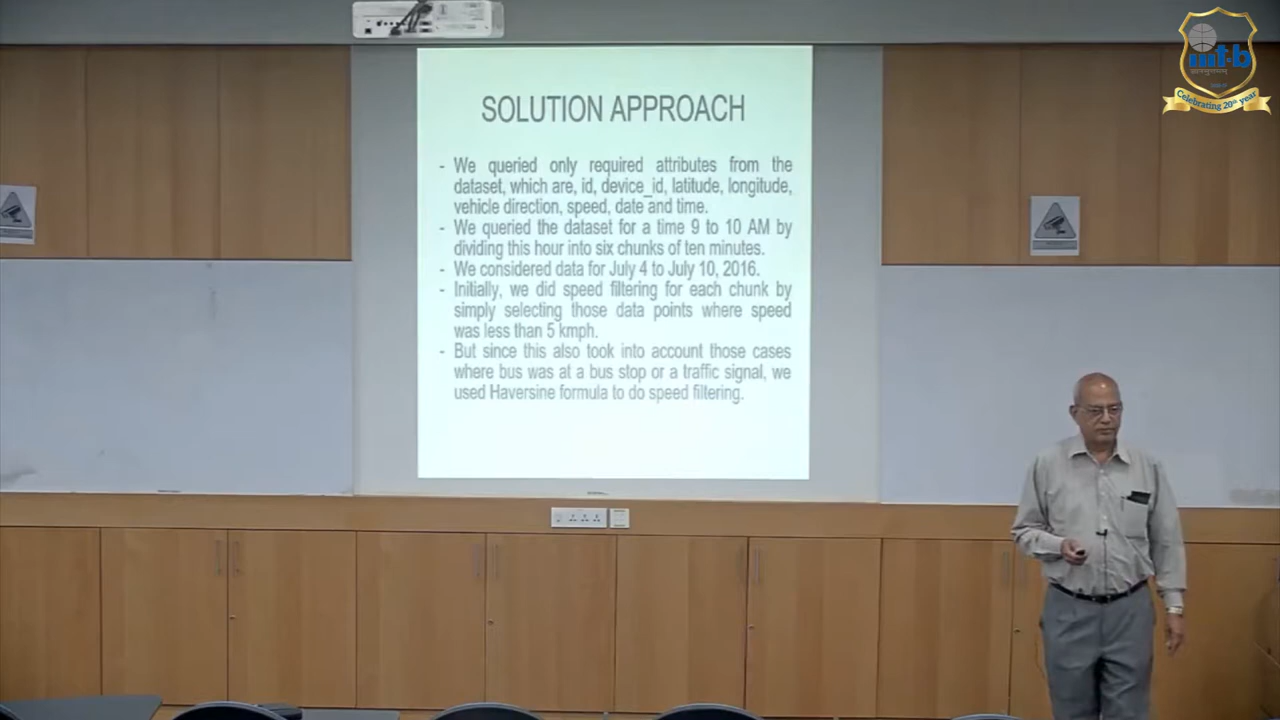 SOLUTION APPROACH
- We queried only required attributes from the
dataset, which are, id, device_id, latitude, longitude,
vehicle direction, speed, date and time.
- We queried the dataset for a time 9 to 10 AM by
dividing this hour into six chunks of ten minutes.
- We considered data for July 4 to July 10, 2016.
- Initially, we did speed filtering for each chunk by
simply selecting those data points where speed
was less than 5 kmph.
- But since this also took into account those cases
where bus was at a bus stop or a traffic signal, we
used Haversine formula to do speed filtering.
iiit-b
Celebrating 20th year